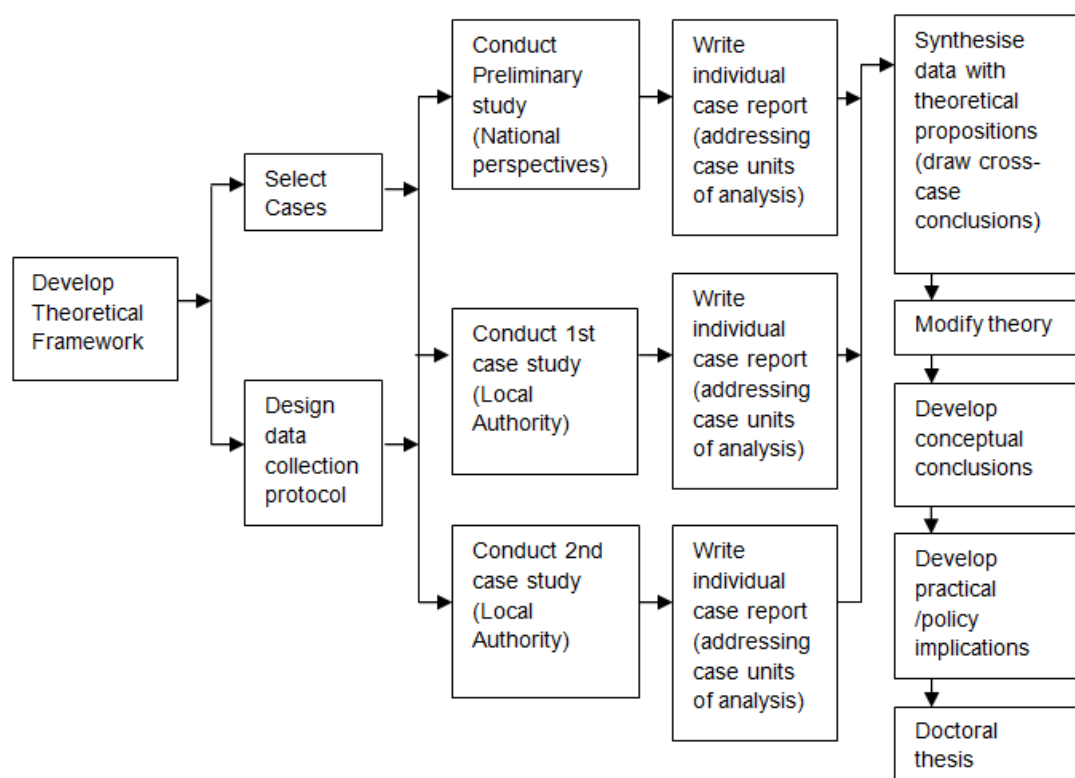 Develop
Theoretical
Framework
Select
Cases
Design
data
collection
protocol
Conduct
Preliminary
study
(National
perspectives)
Conduct 1st
case study
(Local
Authority)
Conduct 2nd
case study
(Local
Authority)
Write
individual
case report
(addressing
case units
of analysis)
Write
individual
case report
(addressing
case units
of analysis)
Write
individual
case report
(addressing
case units
of analysis)
Synthesise
data with
theoretical
propositions
(draw cross-
case
conclusions)
Modify theory
Develop
conceptual
conclusions
Develop
practical
/policy
implications
Doctoral
thesis